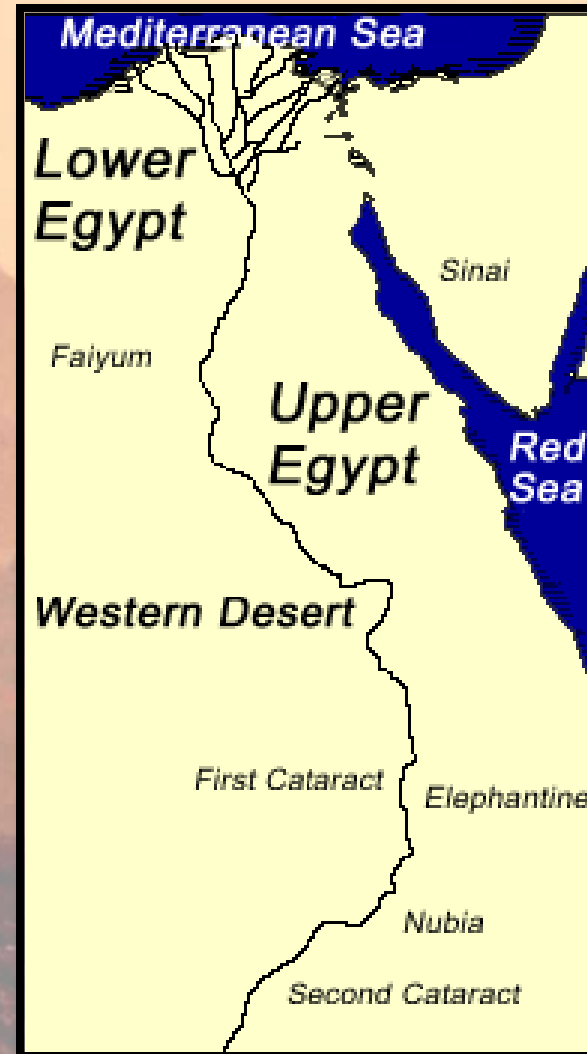 Mediterranean Sea
Lower
Egypt
Sinai
Faiyum
Upper
Egypt
Red
Sea
Western Desert
First Cataract
Elephantine
Nubia
Second Cataract